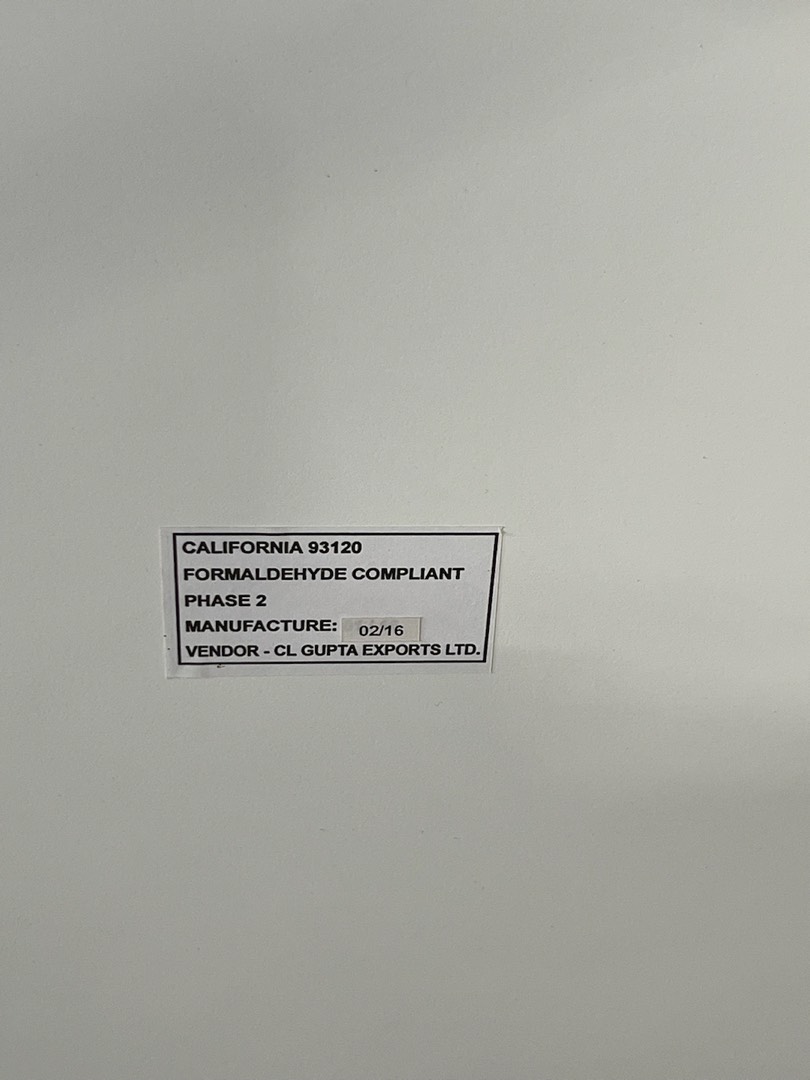 CALIFORNIA 93120
FORMALDEHYDE COMPLIANT
PHASE 2
MANUFACTURE: 02/16
VENDOR - CL GUPTA EXPORTS LTD.